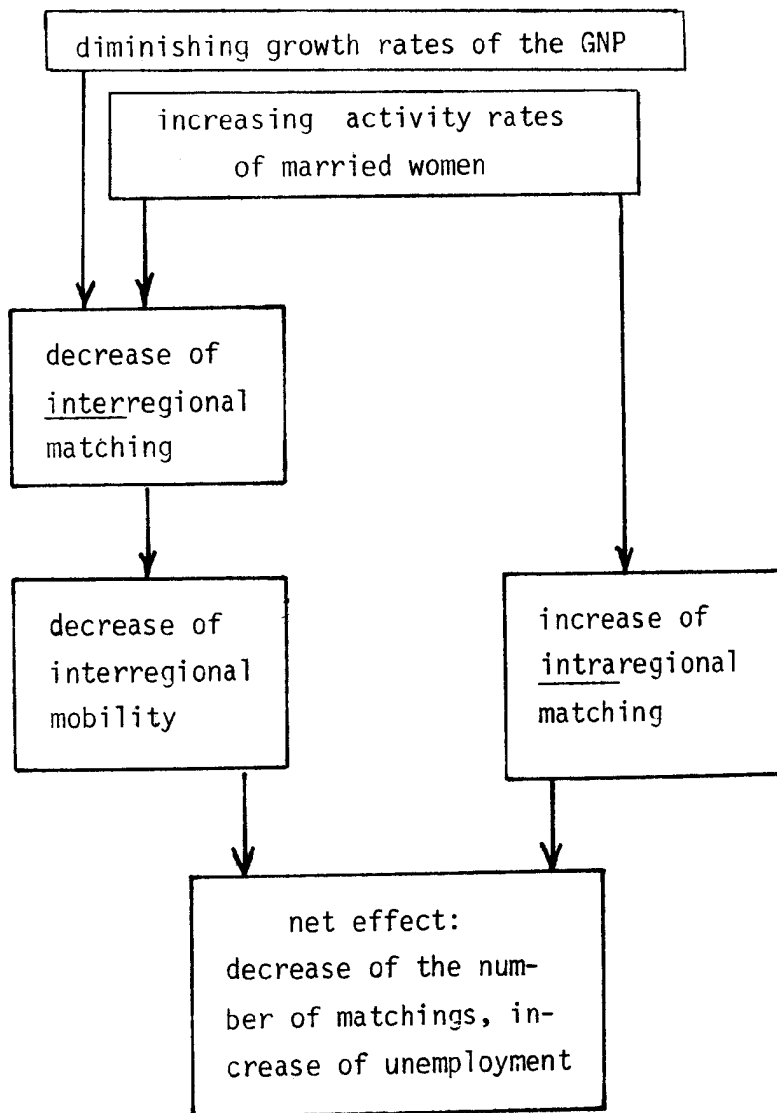 diminishing growth rates of the GNP
increasing activity rates
of married women
decrease of
interregional
matching
decrease of
interregional
mobility
increase of
intraregional
matching
net effect:
decrease of the num-
ber of matchings, in-
crease of unemployment